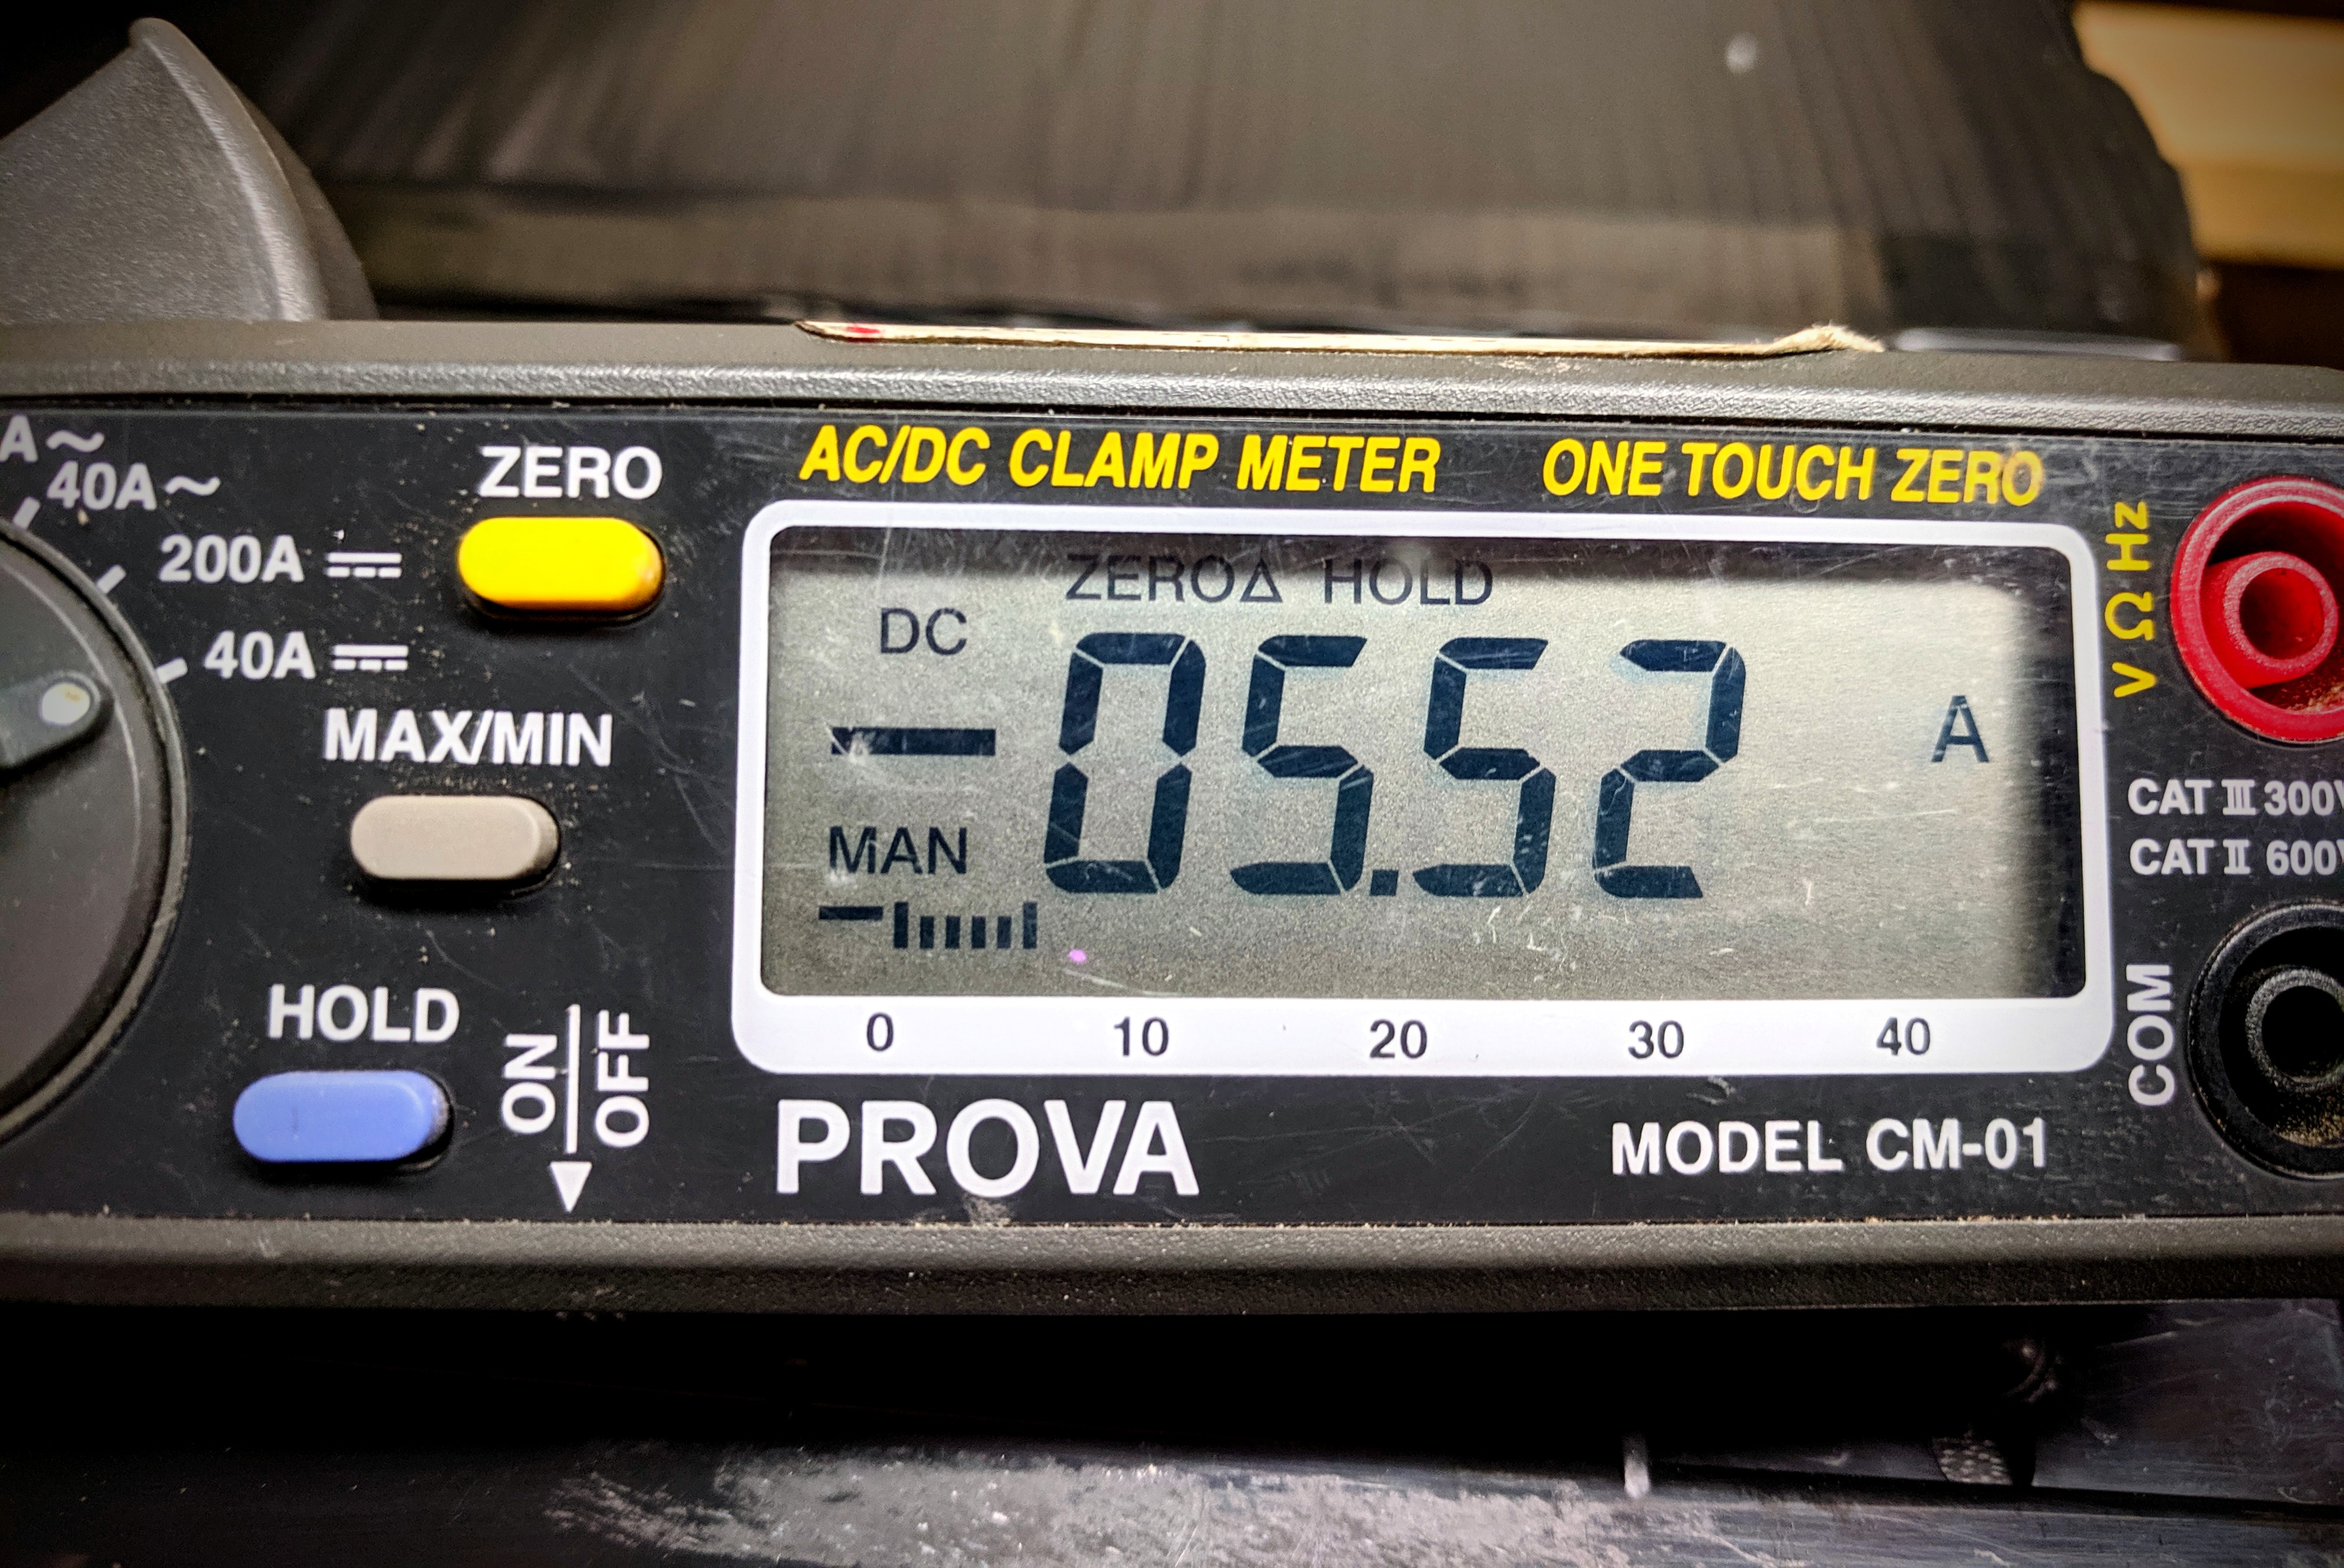 AC/DC CLAMP METER ONE TOUCH ZERO
A~
40A~
200A ⎓
40A ⎓
ZERO
MAX/MIN
HOLD
ON
OFF
ZEROΔ HOLD
DC
-05.52 A
MAN
0 10 20 30 40
PROVA
MODEL CM-01
V Ω Hz
CAT III 300V
CAT II 600V
COM